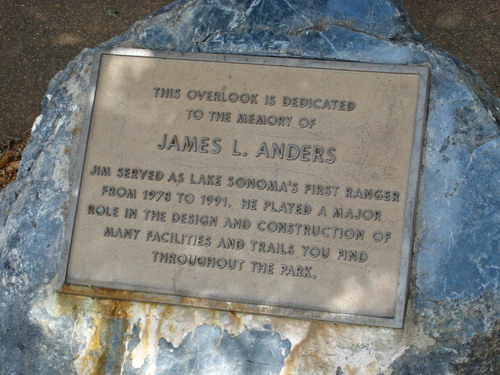 THIS OVERLOOK IS DEDICATED
TO THE MEMORY OF
JAMES L. ANDERS
JIM SERVED AS LAKE SONOMA'S FIRST RANGER
FROM 1978 TO 1991. HE PLAYED A MAJOR
ROLE IN THE DESIGN AND CONSTRUCTION OF
MANY FACILITIES AND TRAILS YOU FIND
THROUGHOUT THE PARK.